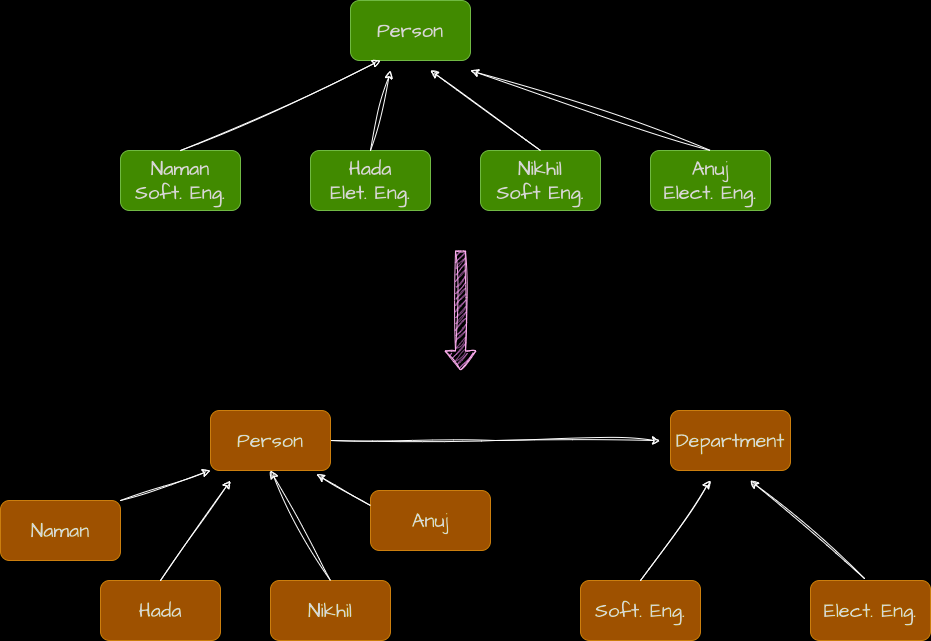 Person
Naman
Soft. Eng.
Hada
Elet. Eng.
Nikhil
Soft Eng.
Anuj
Elect. Eng.
Person
Department
Anuj
Naman
Hada
Nikhil
Soft. Eng.
Elect. Eng.